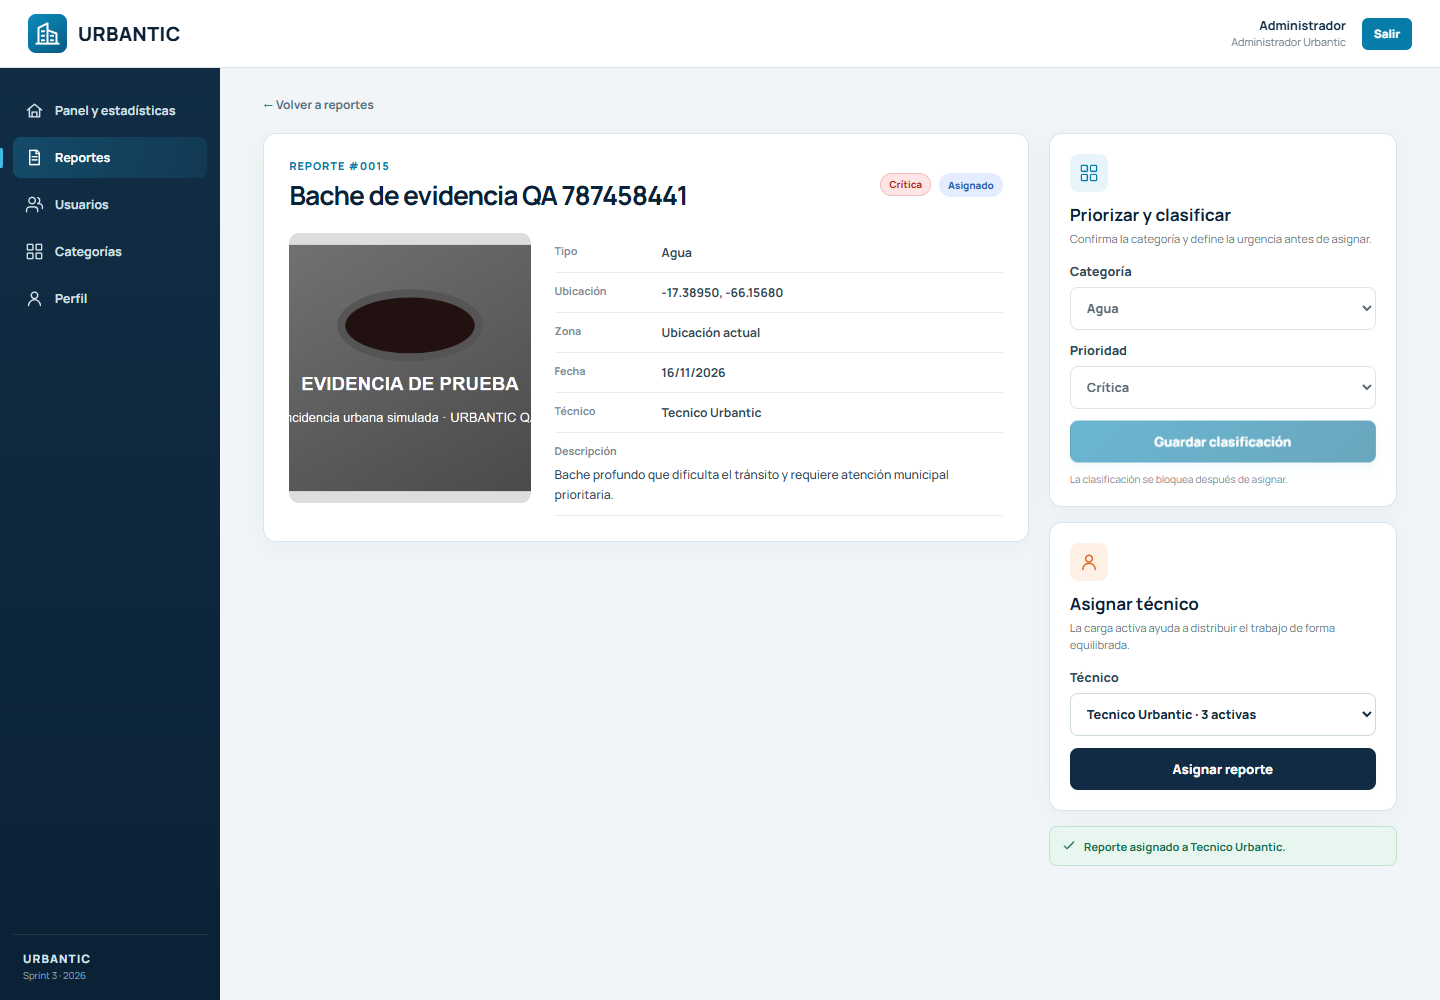 URBANTIC
Administrador
Administrador Urbantic
Salir
Panel y estadísticas
Reportes
Usuarios
Categorías
Perfil
URBANTIC
Sprint 3 · 2026
← Volver a reportes
REPORTE #0015
Bache de evidencia QA 787458441
Crítica
Asignado
EVIDENCIA DE PRUEBA
ncidencia urbana simulada · URBANTIC Q
Tipo Agua
Ubicación -17.38950, -66.15680
Zona Ubicación actual
Fecha 16/11/2026
Técnico Tecnico Urbantic
Descripción
Bache profundo que dificulta el tránsito y requiere atención municipal
prioritaria.
Priorizar y clasificar
Confirma la categoría y define la urgencia antes de asignar.
Categoría
Agua
Prioridad
Crítica
Guardar clasificación
La clasificación se bloquea después de asignar.
Asignar técnico
La carga activa ayuda a distribuir el trabajo de forma
equilibrada.
Técnico
Tecnico Urbantic · 3 activas
Asignar reporte
Reporte asignado a Tecnico Urbantic.